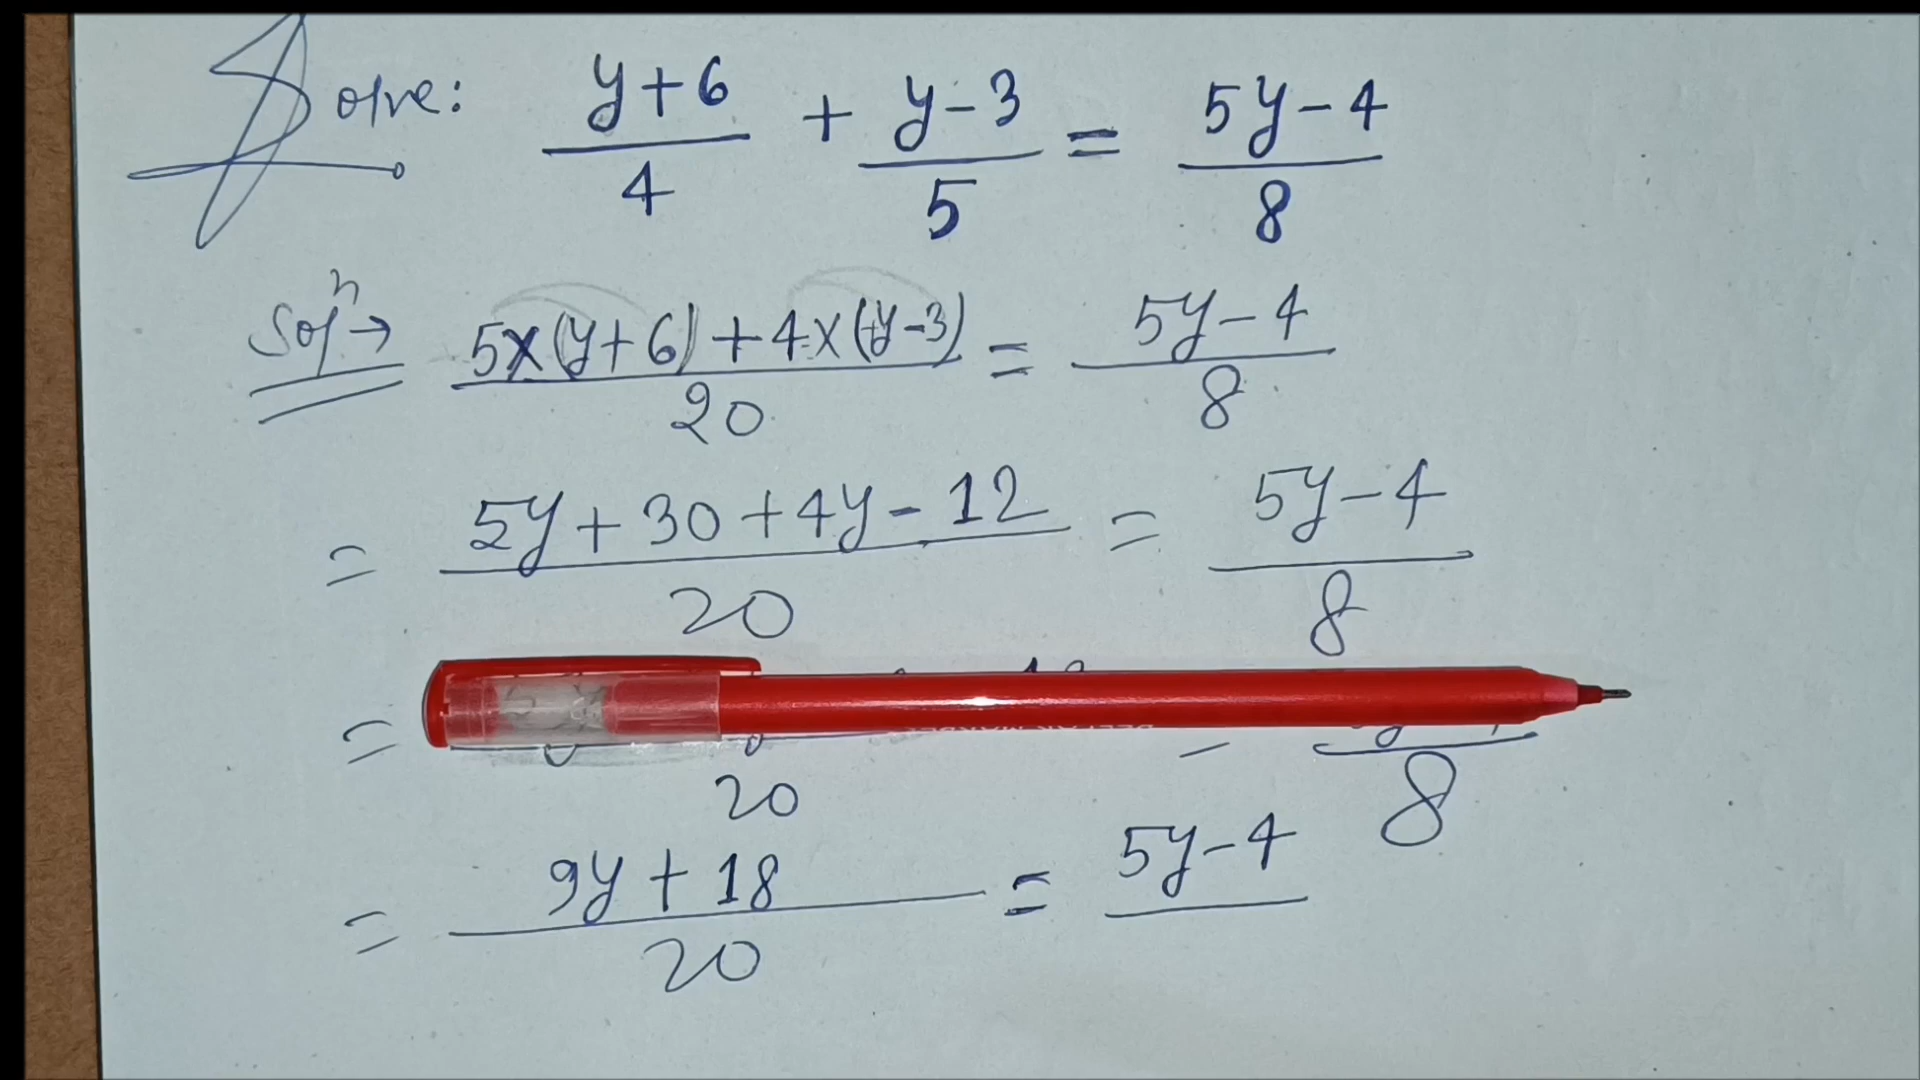 Solve: y+6/4 + y-3/5 = 5y-4/8
Solⁿ → 5×(y+6)+4×(+y-3)/20 = 5y-4/8
= 5y+30+4y-12/20 = 5y-4/8
= /20 = /8
= 9y+18/20 = 5y-4